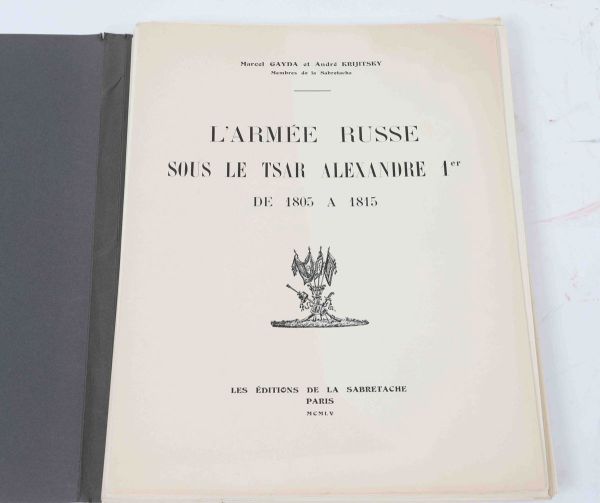 Marcel GAYDA et André KRIJITSKY
Membres de la Sabretache
L'ARMÉE RUSSE
SOUS LE TSAR ALEXANDRE 1er
DE 1805 A 1815
LES ÉDITIONS DE LA SABRETACHE
PARIS
MCMLV